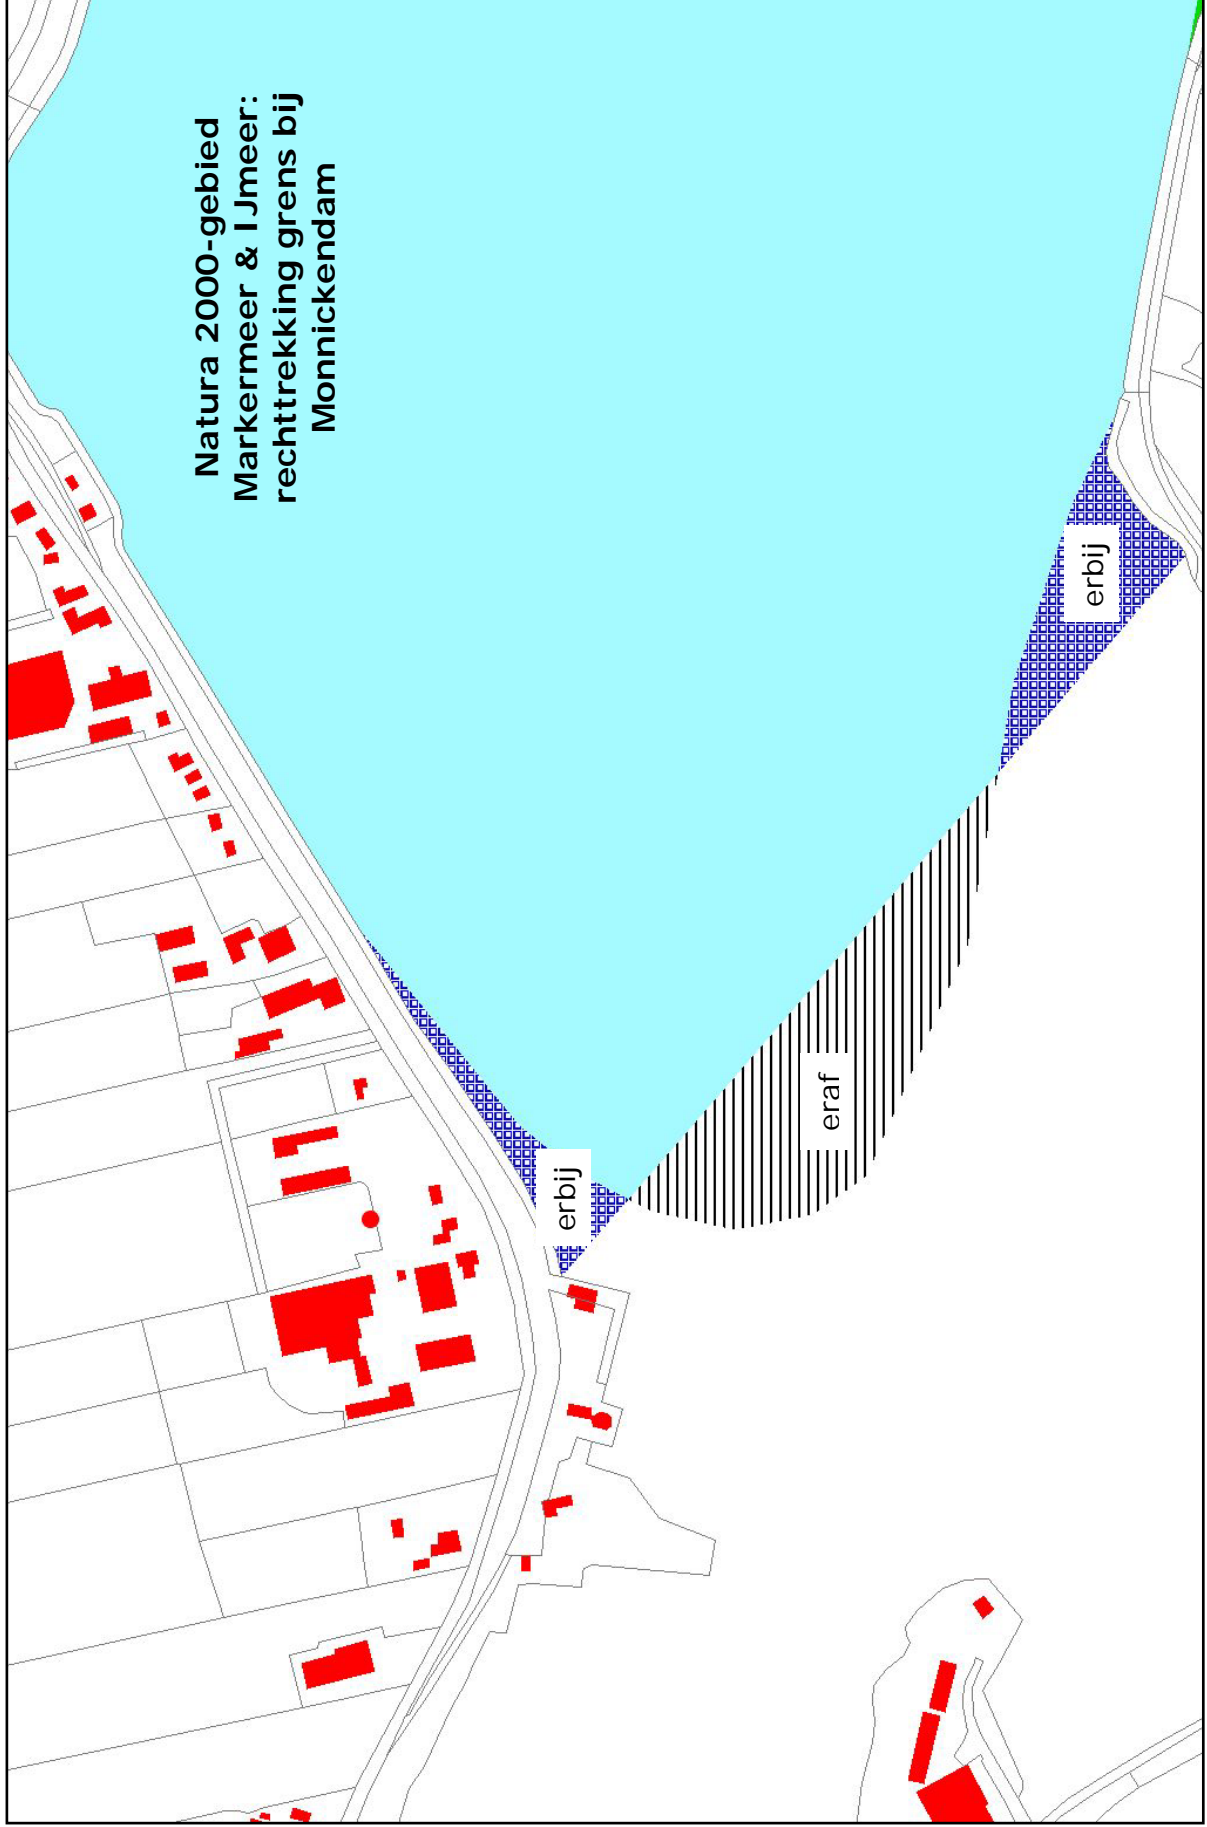 Natura 2000-gebied
Markermeer & IJmeer:
rechttrekking grens bij
Monnickendam
erbij
eraf
erbij